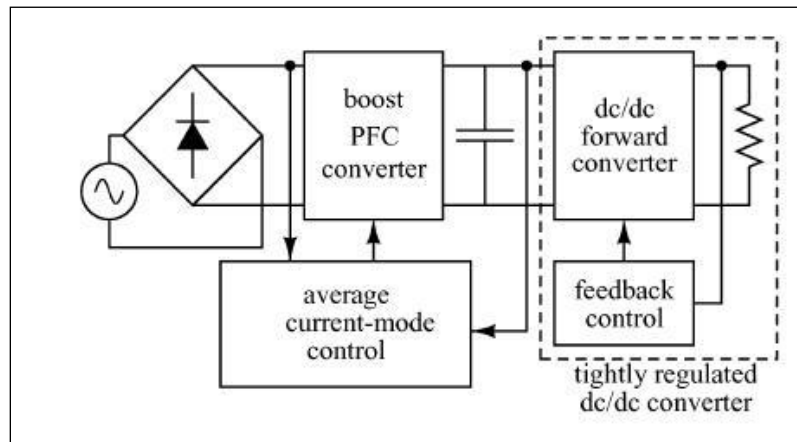 boost
PFC
converter
dc/dc
forward
converter
average
current-mode
control
feedback
control
tightly regulated
dc/dc converter